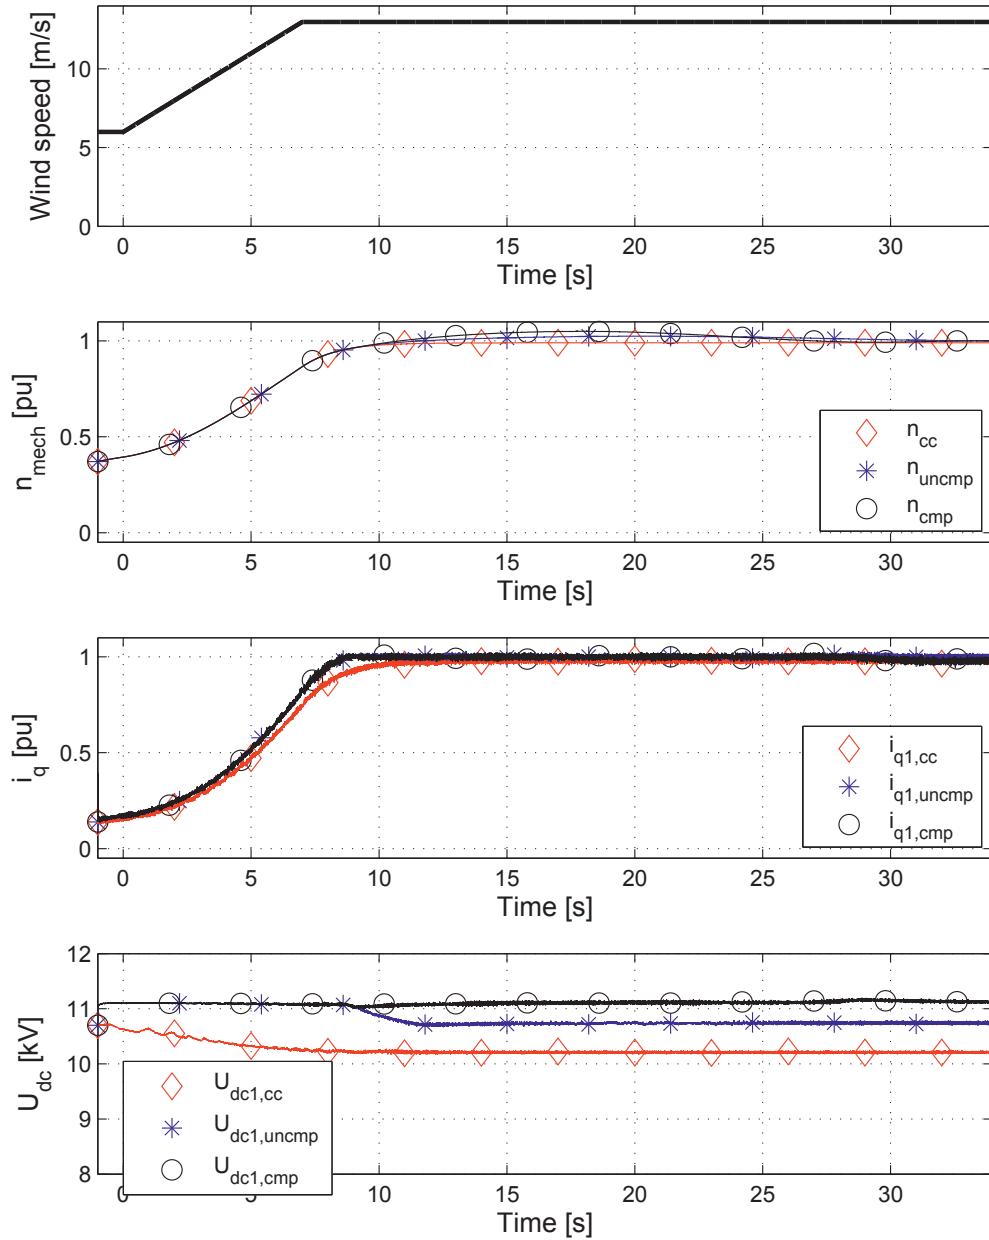 Wind speed [m/s]
10
5
0
0 5 10 15 20 25 30
Time [s]
n_mech [pu]
1
0.5
0
n_cc
n_uncmp
n_cmp
0 5 10 15 20 25 30
Time [s]
i_q [pu]
1
0.5
0
i_q1,cc
i_q1,uncmp
i_q1,cmp
0 5 10 15 20 25 30
Time [s]
U_dc [kV]
12
11
10
9
8
U_dc1,cc
U_dc1,uncmp
U_dc1,cmp
0 5 10 15 20 25 30
Time [s]